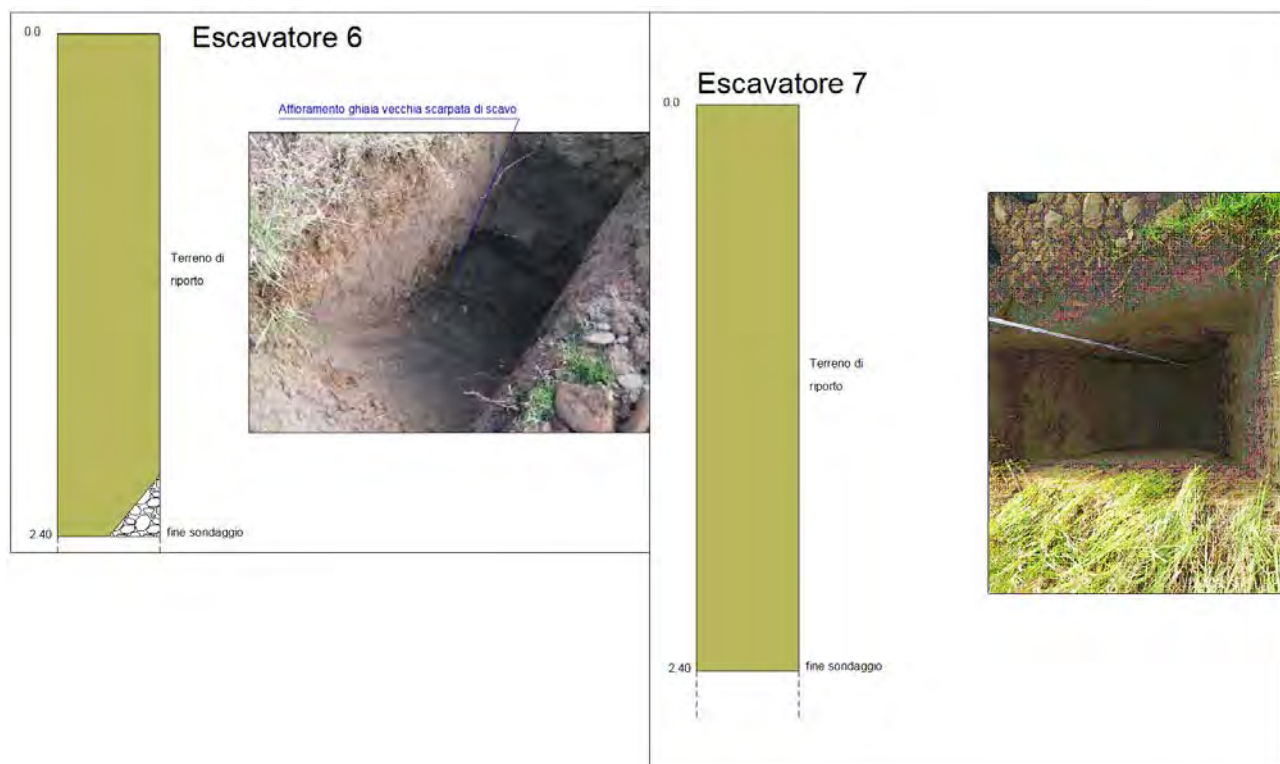 0.0
Escavatore 6
Affioramento ghiaia vecchia scarpata di scavo
Terreno di
riporto
2.40
fine sondaggio
Escavatore 7
0.0
Terreno di
riporto
2.40
fine sondaggio